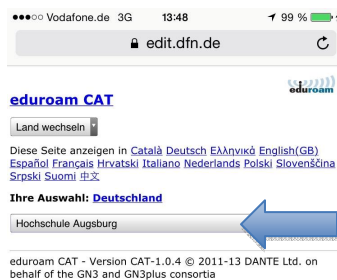 Vodafone.de 3G 13:48 99 %
edit.dfn.de
eduroam
eduroam CAT
Land wechseln
Diese Seite anzeigen in Català Deutsch Ελληνικά English(GB)
Español Français Hrvatski Italiano Nederlands Polski Slovenščina
Srpski Suomi 中文
Ihre Auswahl: Deutschland
Hochschule Augsburg
eduroam CAT - Version CAT-1.0.4 © 2011-13 DANTE Ltd. on
behalf of the GN3 and GN3plus consortia